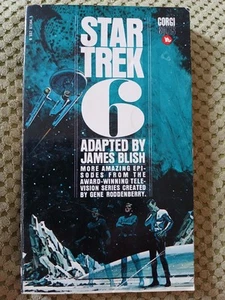 CORGI
STAR
TREK
6
ADAPTED BY
JAMES BLISH
MORE AMAZING EPI-
SODES FROM THE
AWARD-WINNING TELE-
VISION SERIES CREATED
BY GENE RODDENBERRY.